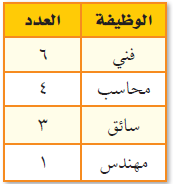 الوظيفة العدد
فني ٦
محاسب ٤
سائق ٣
مهندس ١